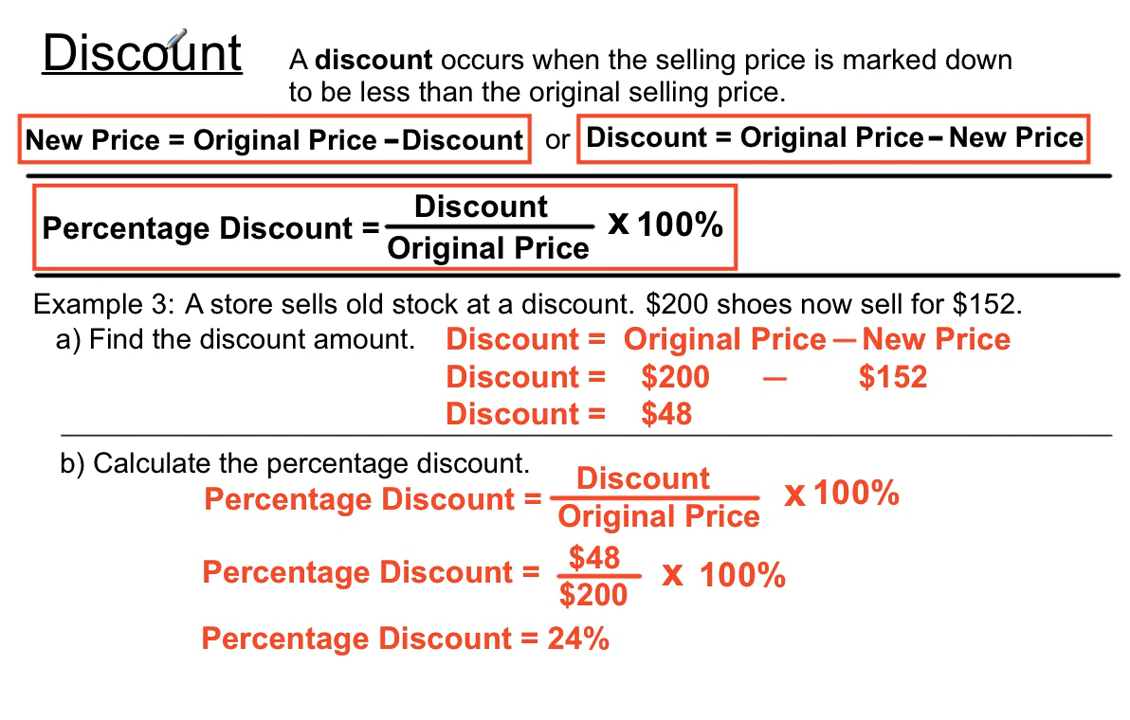 Discount
A discount occurs when the selling price is marked down
to be less than the original selling price.
New Price = Original Price – Discount or Discount = Original Price – New Price
Percentage Discount = Discount / Original Price X 100%
Example 3: A store sells old stock at a discount. $200 shoes now sell for $152.
a) Find the discount amount. Discount = Original Price – New Price
Discount = $200 – $152
Discount = $48
b) Calculate the percentage discount.
Percentage Discount = Discount / Original Price X 100%
Percentage Discount = $48 / $200 X 100%
Percentage Discount = 24%